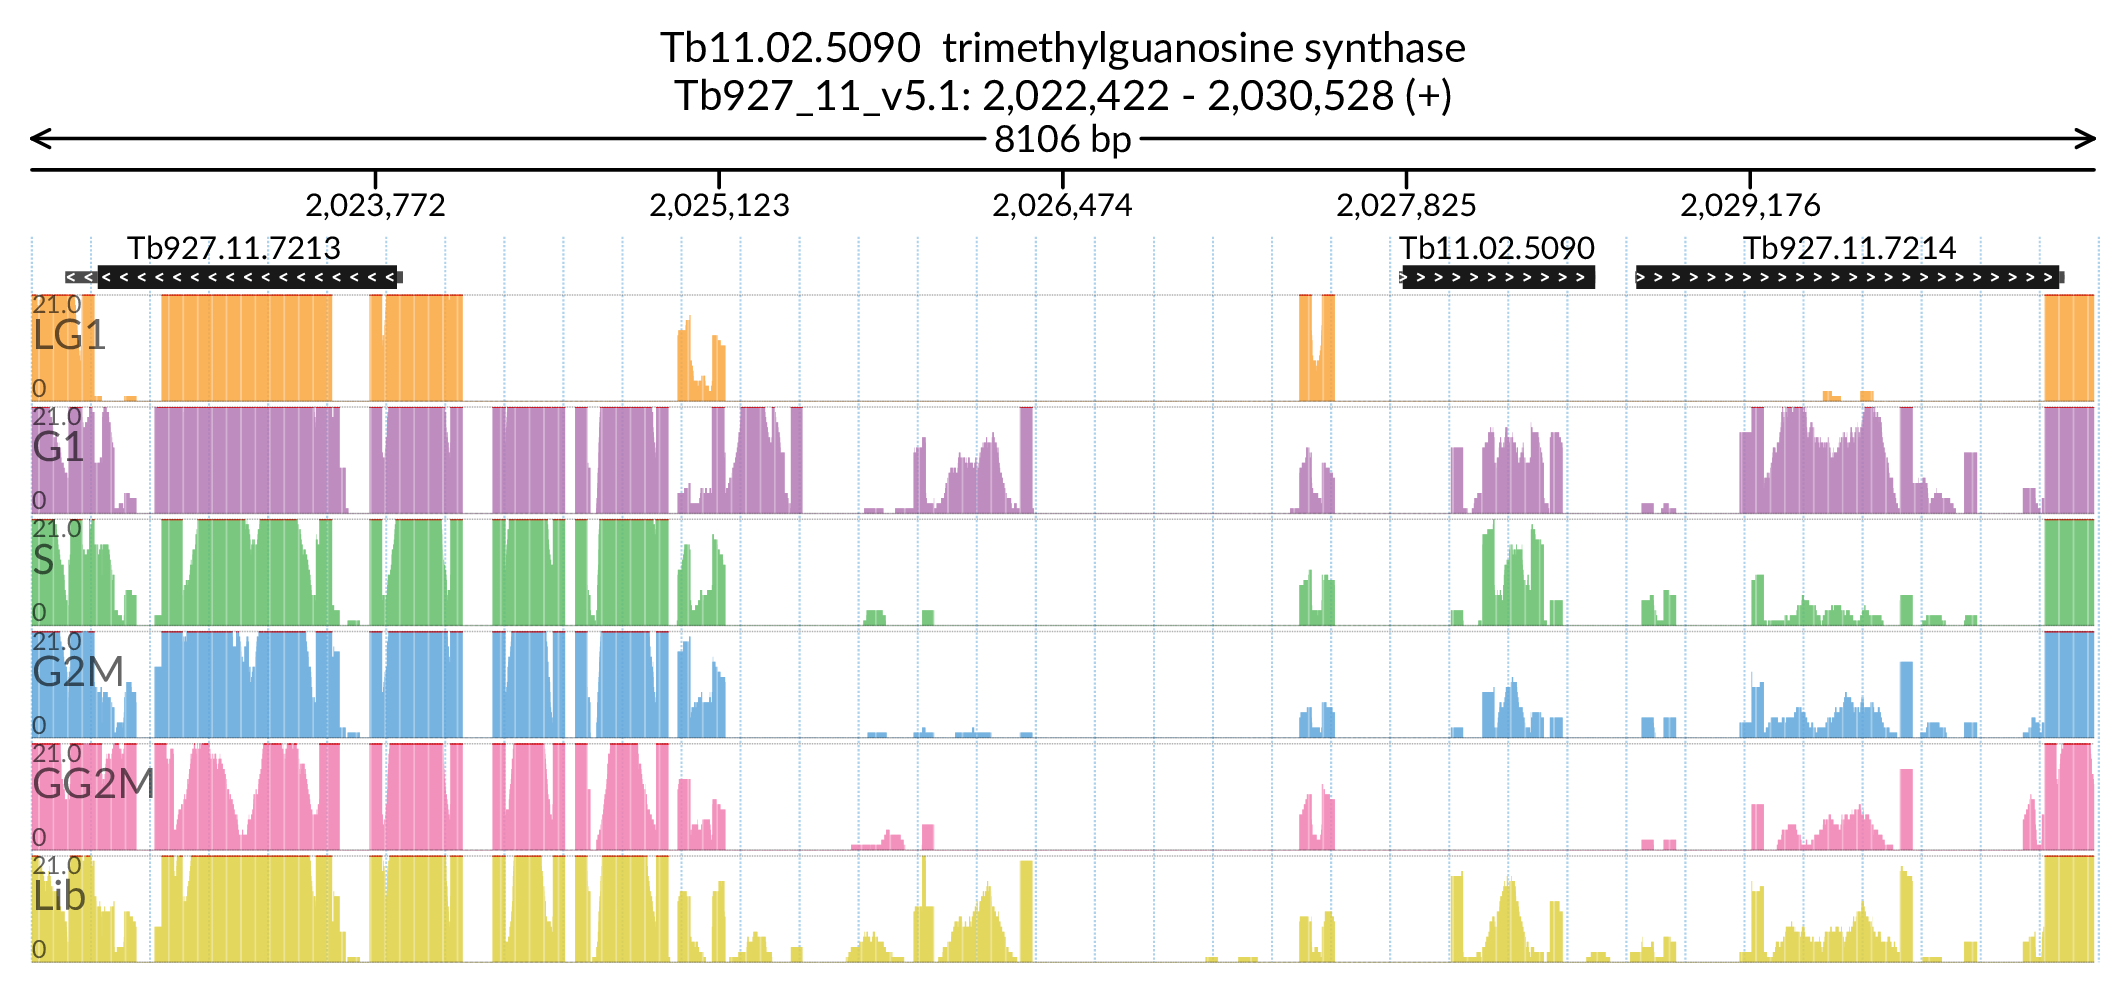 Tb11.02.5090 trimethylguanosine synthase
Tb927_11_v5.1: 2,022,422 - 2,030,528 (+)
8106 bp
2,023,772 2,025,123 2,026,474 2,027,825 2,029,176
Tb927.11.7213 Tb11.02.5090 Tb927.11.7214
21.0
LG1
0
21.0
G1
0
21.0
S
0
21.0
G2M
0
21.0
GG2M
0
21.0
Lib
0